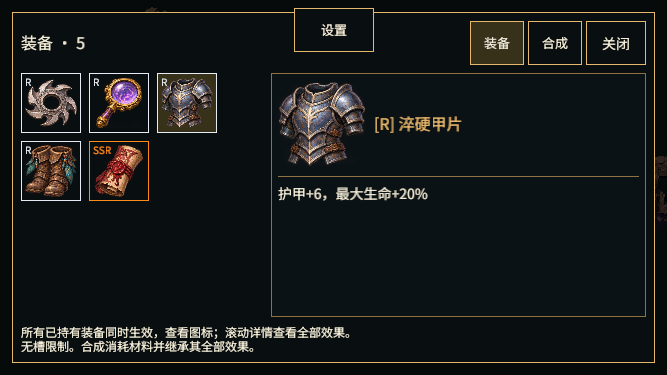 设置
装备 · 5
装备
合成
关闭
R
R
R
R
SSR
[R] 淬硬甲片
护甲+6，最大生命+20%
所有已持有装备同时生效，查看图标；滚动详情查看全部效果。
无槽限制。合成消耗材料并继承其全部效果。